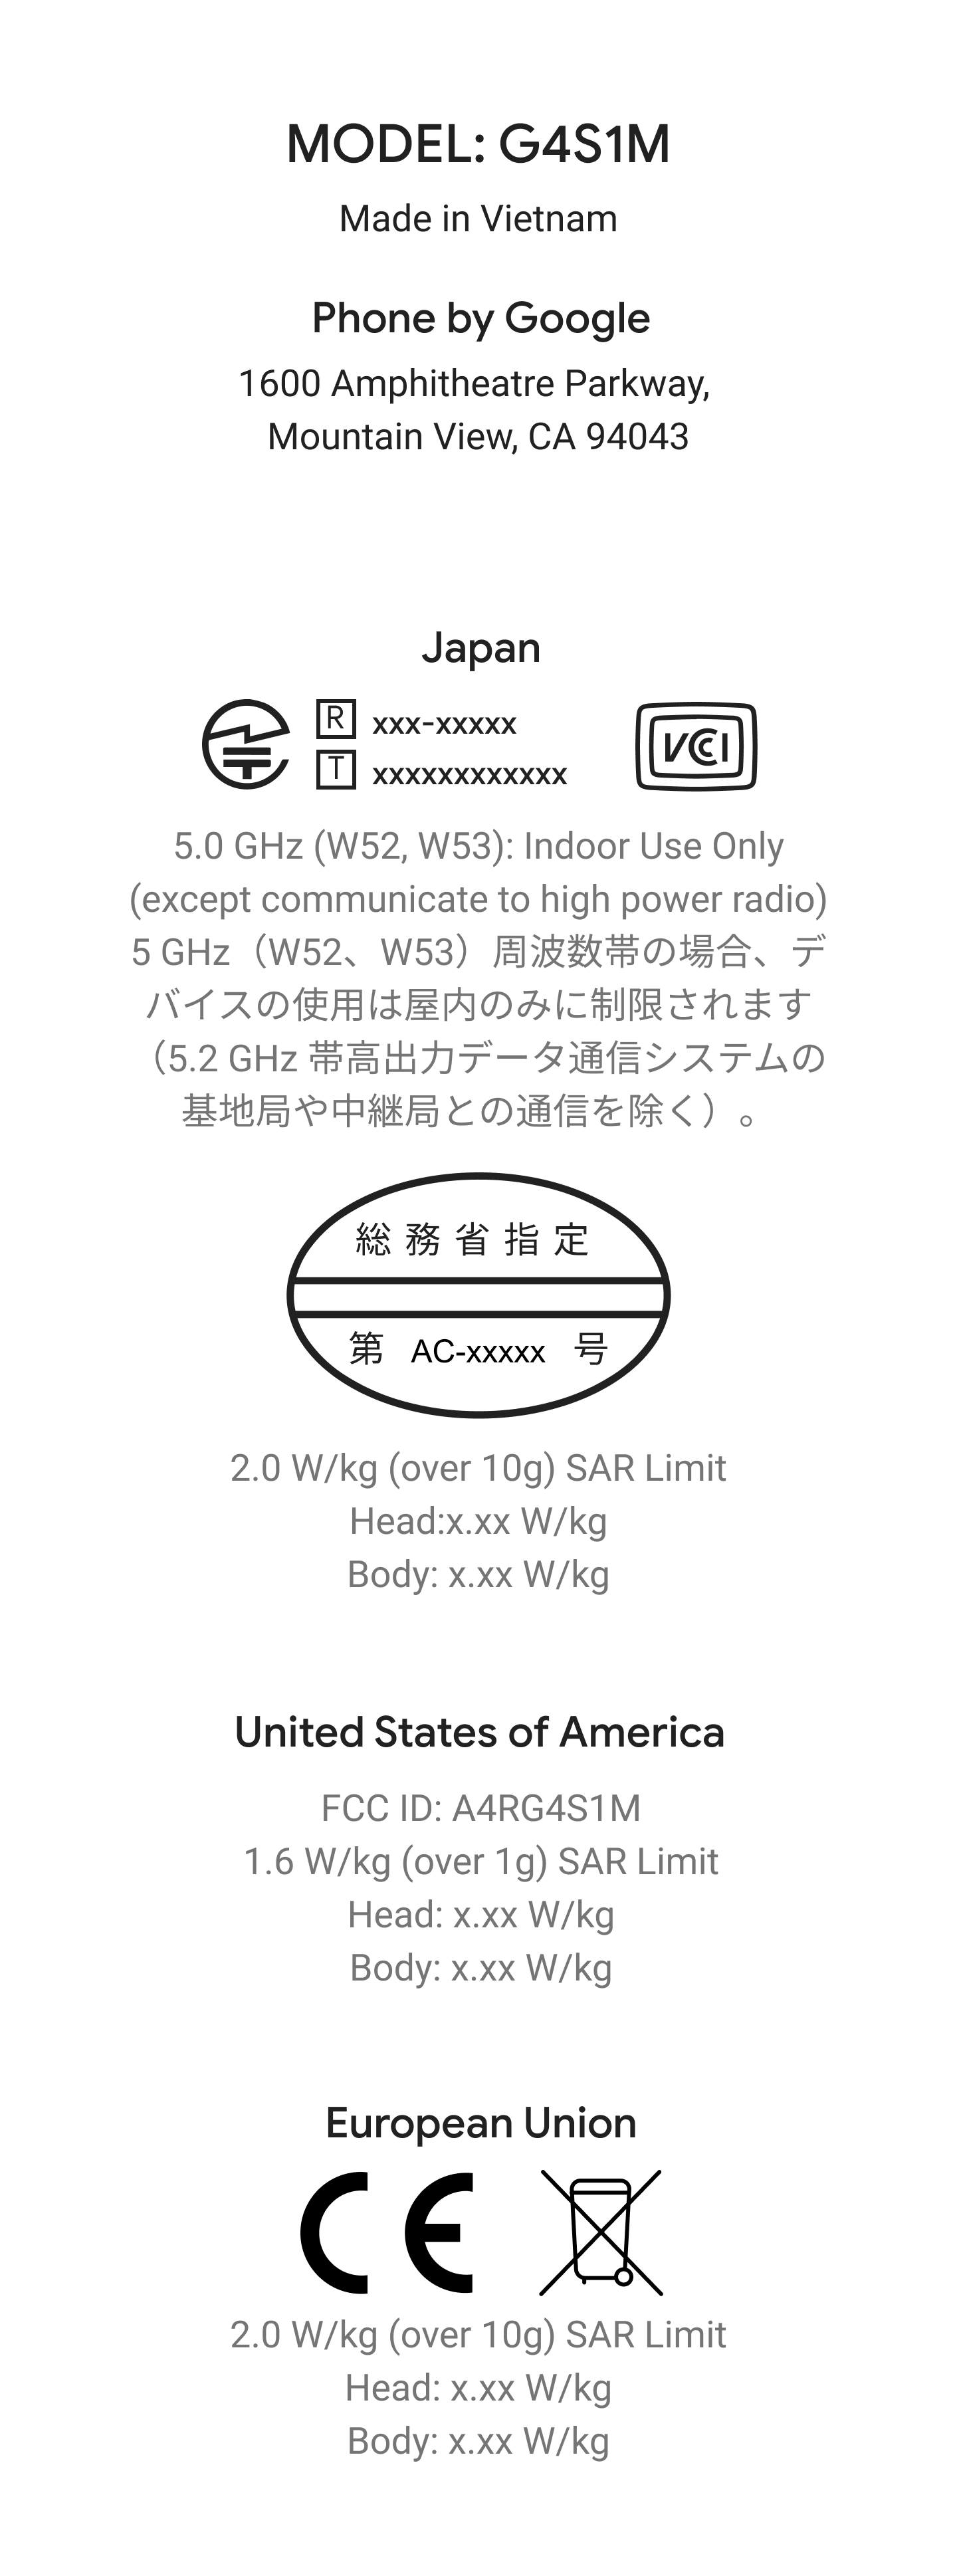 MODEL: G4S1M
Made in Vietnam
Phone by Google
1600 Amphitheatre Parkway,
Mountain View, CA 94043
Japan
R xxx-xxxxx
T xxxxxxxxxxxx
VCI
5.0 GHz (W52, W53): Indoor Use Only
(except communicate to high power radio)
5 GHz（W52、W53）周波数帯の場合、デ
バイスの使用は屋内のみに制限されます
（5.2 GHz 帯高出力データ通信システムの
基地局や中継局との通信を除く）。
総務省指定
第 AC-xxxxx 号
2.0 W/kg (over 10g) SAR Limit
Head:x.xx W/kg
Body: x.xx W/kg
United States of America
FCC ID: A4RG4S1M
1.6 W/kg (over 1g) SAR Limit
Head: x.xx W/kg
Body: x.xx W/kg
European Union
CE
2.0 W/kg (over 10g) SAR Limit
Head: x.xx W/kg
Body: x.xx W/kg